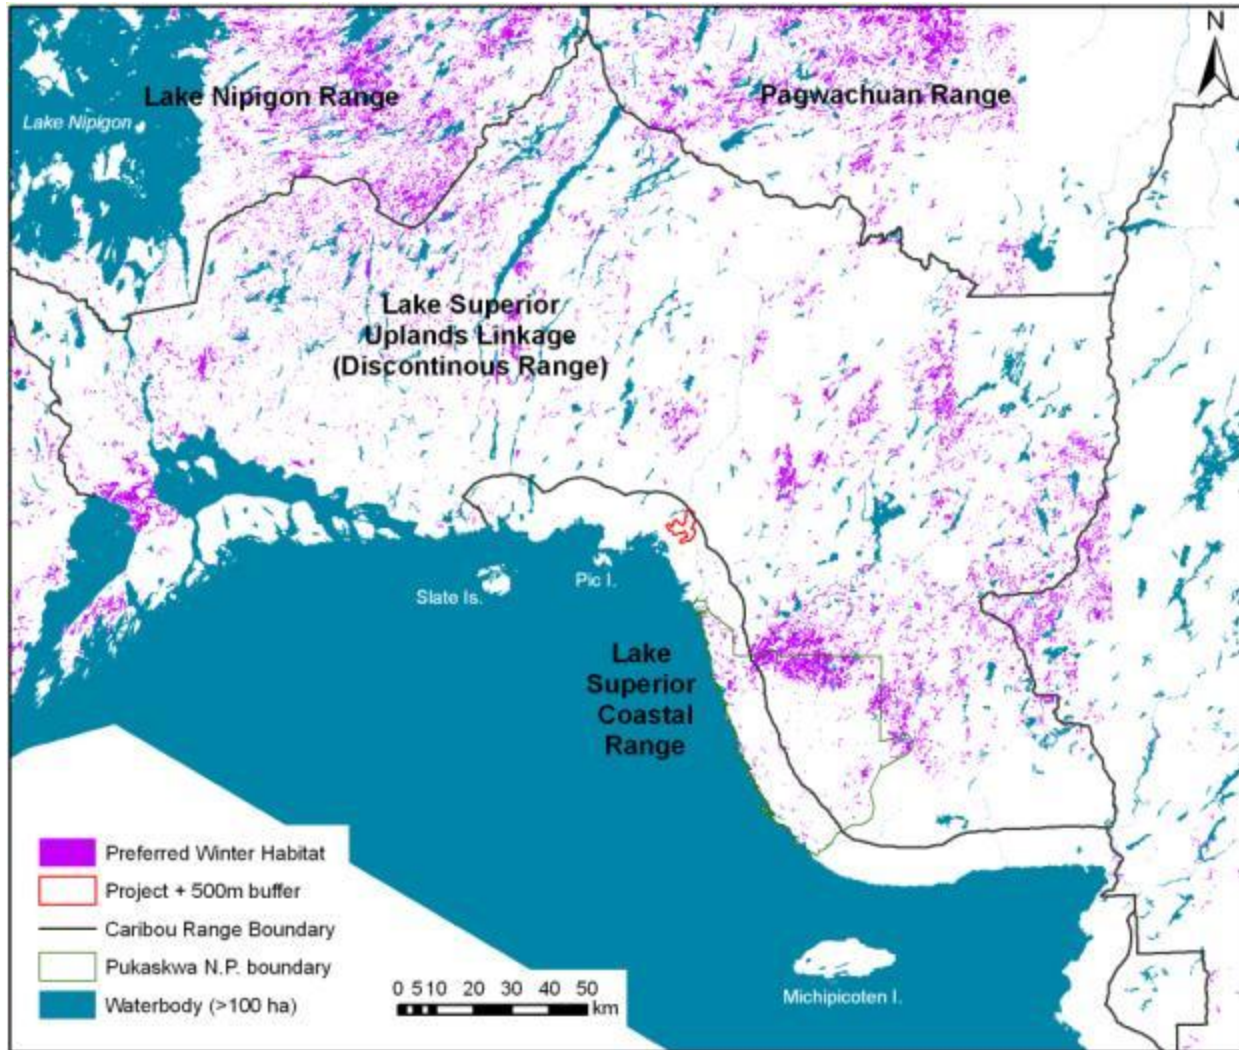 N
Lake Nipigon Range
Pagwachuan Range
Lake Nipigon
Lake Superior
Uplands Linkage
(Discontinous Range)
Slate Is.
Pic I.
Lake
Superior
Coastal
Range
Preferred Winter Habitat
Project + 500m buffer
Caribou Range Boundary
Pukaskwa N.P. boundary
Waterbody (>100 ha)
0 5 10 20 30 40 50
km
Michipicoten I.